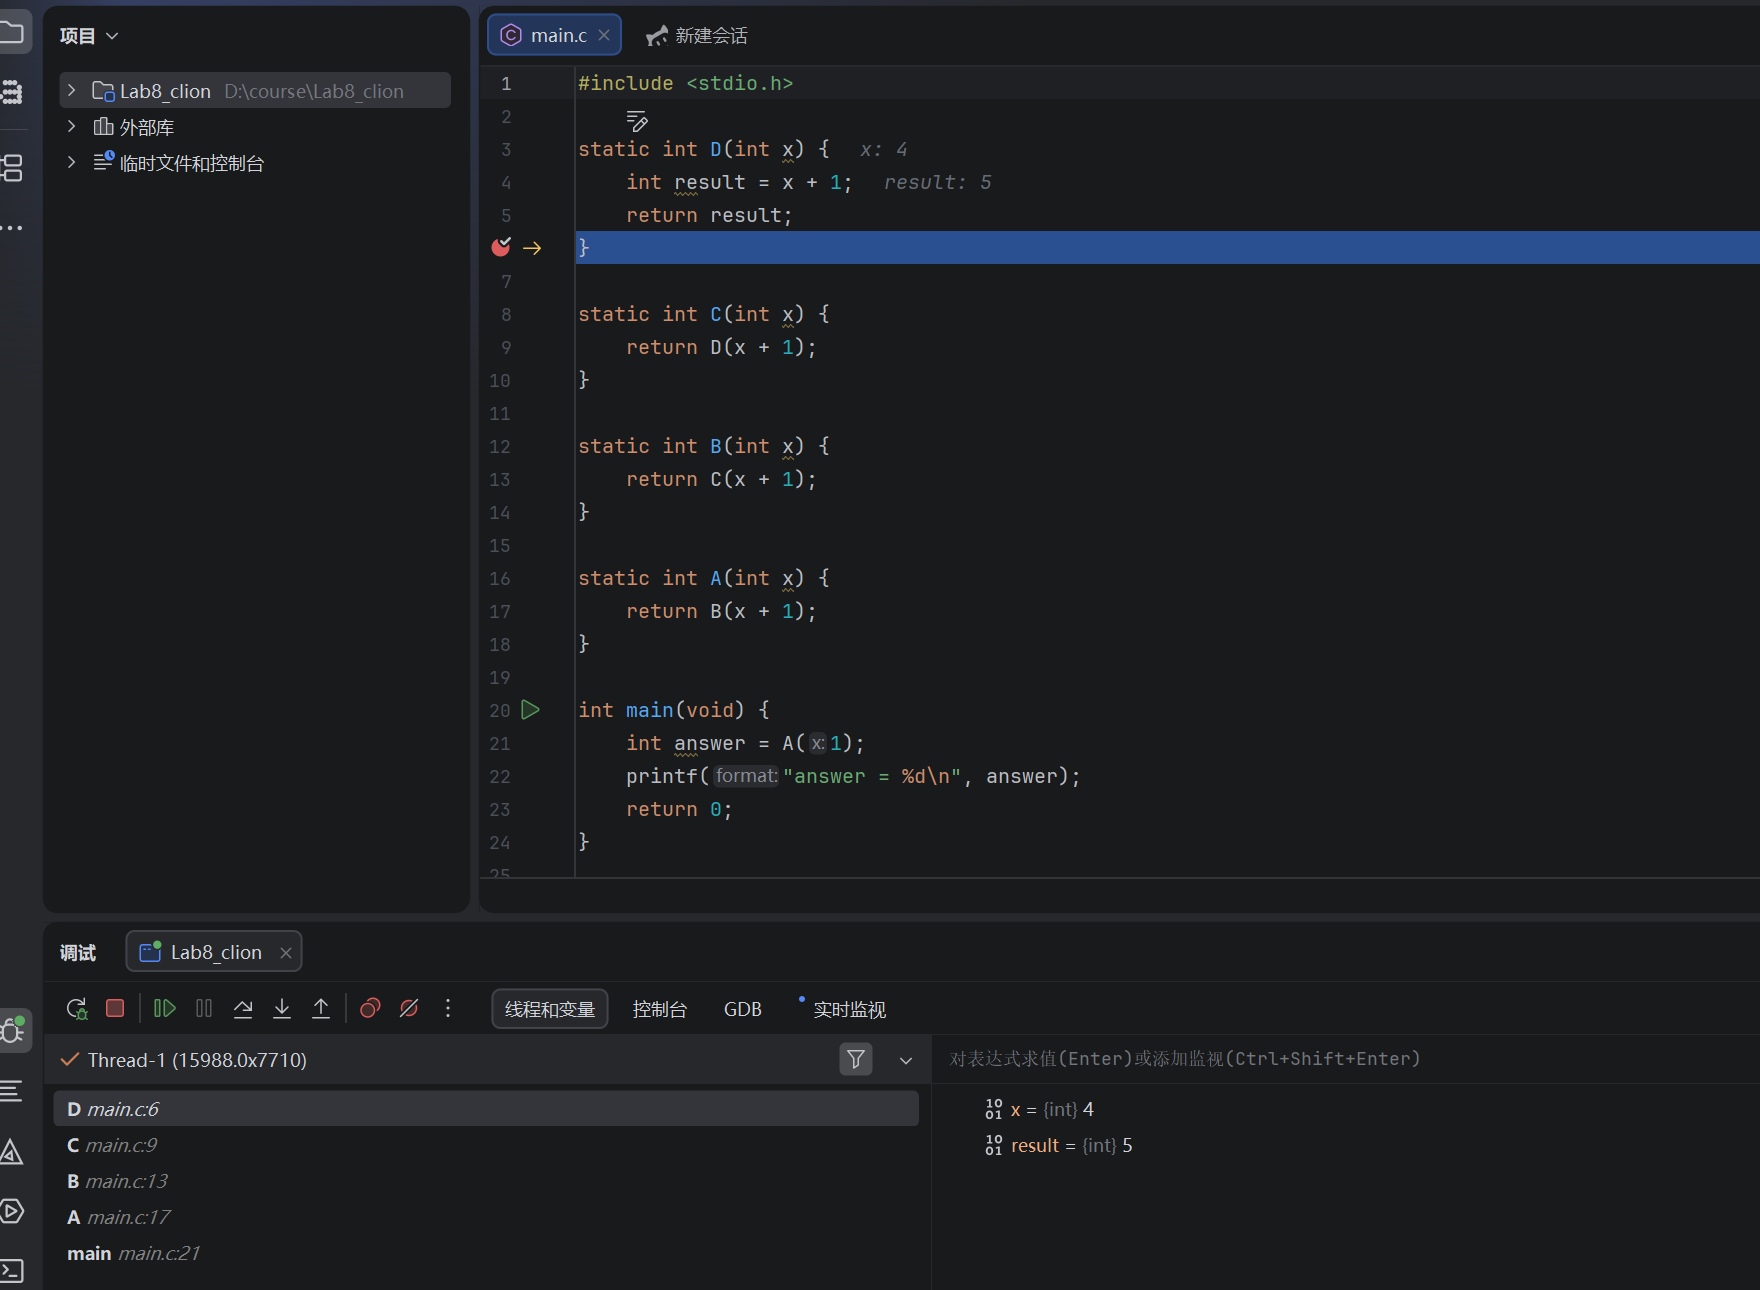 项目
Lab8_clion D:\course\Lab8_clion
外部库
临时文件和控制台
main.c
新建会话
1 #include <stdio.h>
2
3 static int D(int x) { x: 4
4 int result = x + 1; result: 5
5 return result;
}
7
8 static int C(int x) {
9 return D(x + 1);
10 }
11
12 static int B(int x) {
13 return C(x + 1);
14 }
15
16 static int A(int x) {
17 return B(x + 1);
18 }
19
20 int main(void) {
21 int answer = A(x:1);
22 printf(format:"answer = %d\n", answer);
23 return 0;
24 }
25
调试 Lab8_clion
线程和变量 控制台 GDB 实时监视
Thread-1 (15988.0x7710)
D main.c:6
C main.c:9
B main.c:13
A main.c:17
main main.c:21
对表达式求值(Enter)或添加监视(Ctrl+Shift+Enter)
x = {int} 4
result = {int} 5